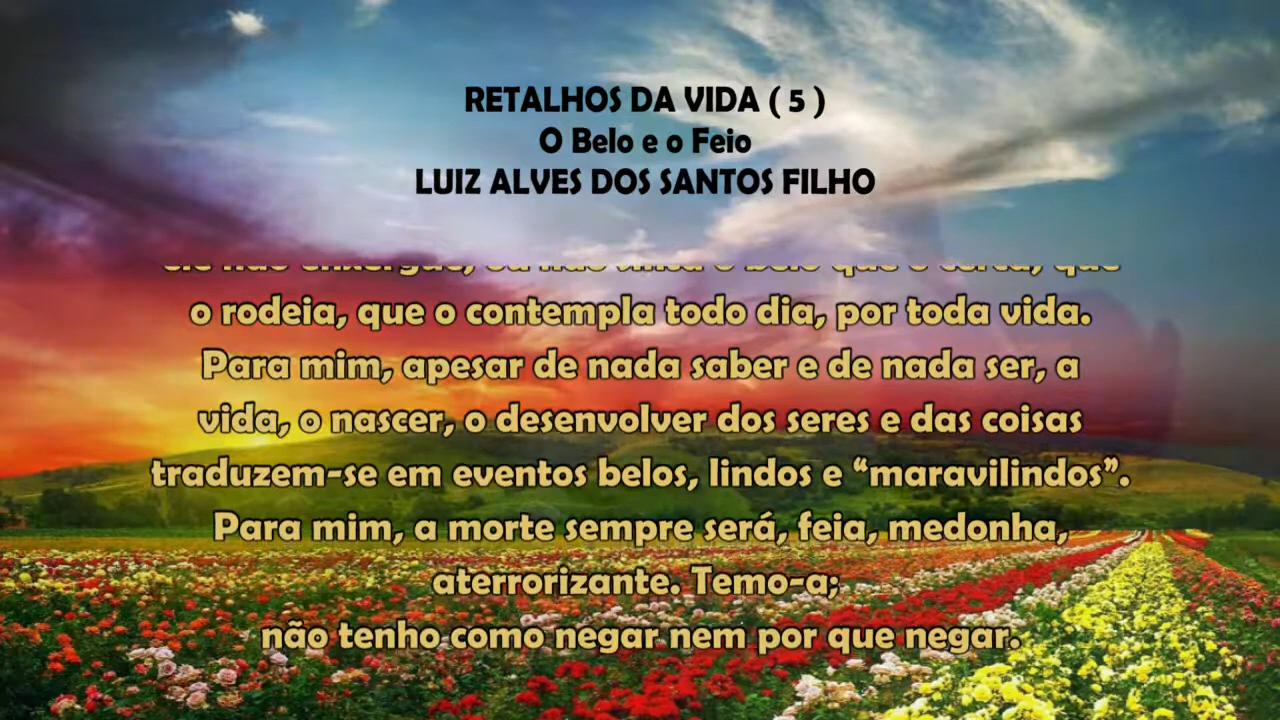 RETALHOS DA VIDA ( 5 )
O Belo e o Feio
LUIZ ALVES DOS SANTOS FILHO
o rodeia, que o contempla todo dia, por toda vida.
Para mim, apesar de nada saber e de nada ser, a
vida, o nascer, o desenvolver dos seres e das coisas
traduzem-se em eventos belos, lindos e “maravilindos”.
Para mim, a morte sempre será, feia, medonha,
aterrorizante. Temo-a;
não tenho como negar nem por que negar.